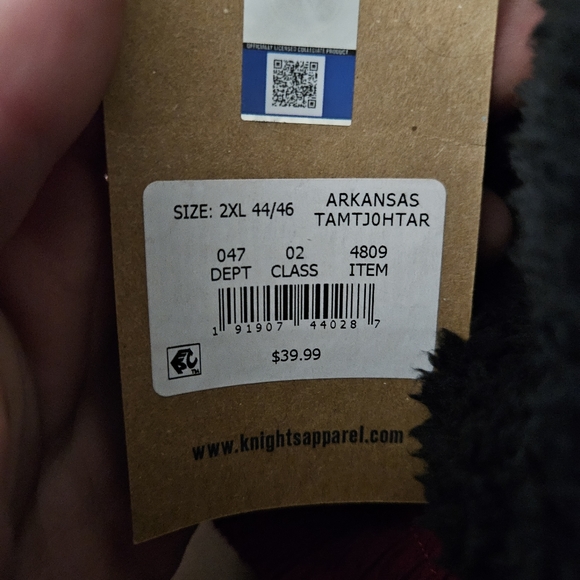 OFFICIALLY LICENSED COLLEGIATE PRODUCT
SIZE: 2XL 44/46
ARKANSAS
TAMTJ0HTAR
047 02 4809
DEPT CLASS ITEM
1 91907 44028 7
$39.99
TM
www.knightsapparel.com